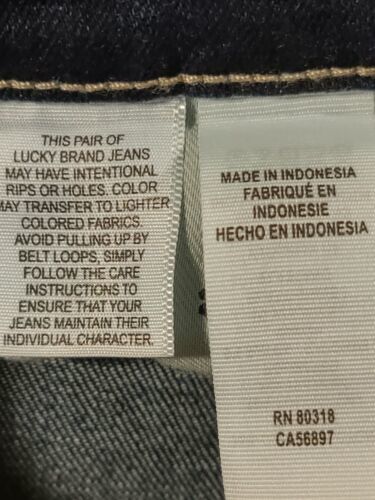 THIS PAIR OF
LUCKY BRAND JEANS
MAY HAVE INTENTIONAL
RIPS OR HOLES. COLOR
MAY TRANSFER TO LIGHTER
COLORED FABRICS.
AVOID PULLING UP BY
BELT LOOPS, SIMPLY
FOLLOW THE CARE
INSTRUCTIONS TO
ENSURE THAT YOUR
JEANS MAINTAIN THEIR
INDIVIDUAL CHARACTER.
MADE IN INDONESIA
FABRIQUÉ EN
INDONESIE
HECHO EN INDONESIA
RN 80318
CA56897